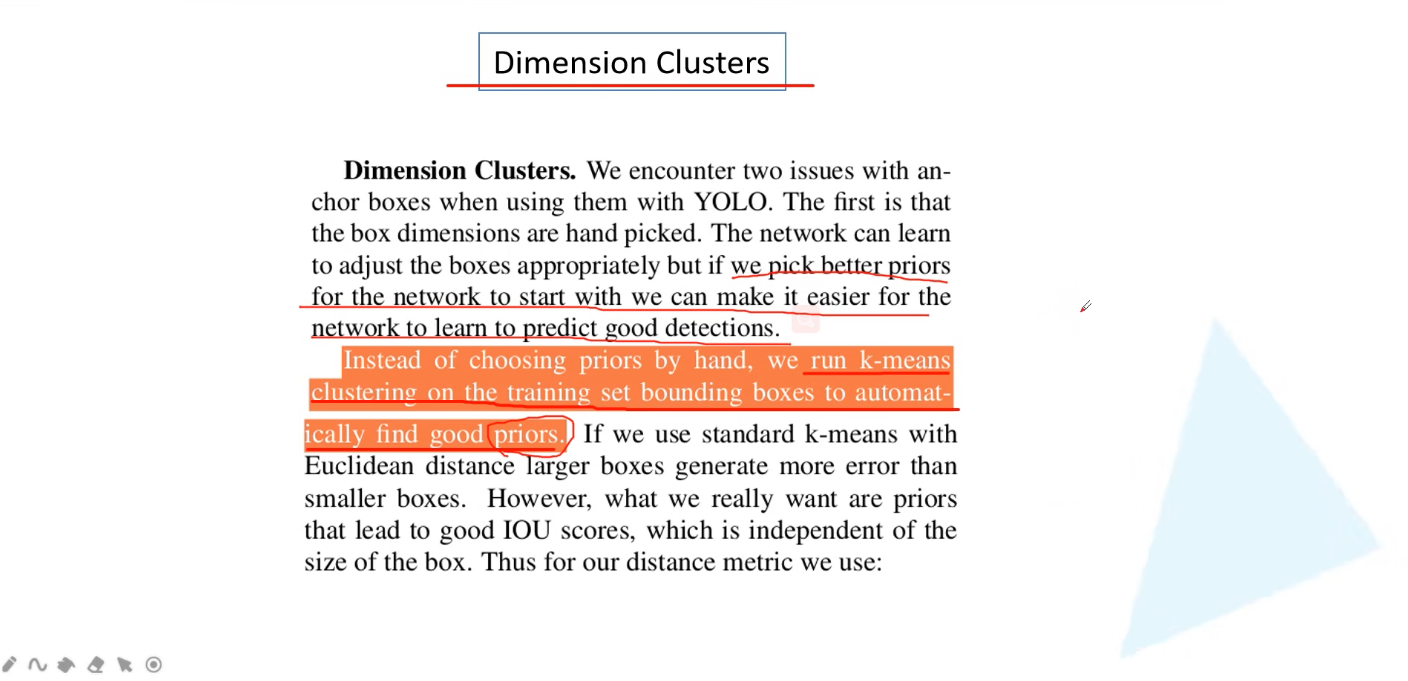 Dimension Clusters
Dimension Clusters. We encounter two issues with an-
chor boxes when using them with YOLO. The first is that
the box dimensions are hand picked. The network can learn
to adjust the boxes appropriately but if we pick better priors
for the network to start with we can make it easier for the
network to learn to predict good detections.
Instead of choosing priors by hand, we run k-means
clustering on the training set bounding boxes to automat-
ically find good priors. If we use standard k-means with
Euclidean distance larger boxes generate more error than
smaller boxes. However, what we really want are priors
that lead to good IOU scores, which is independent of the
size of the box. Thus for our distance metric we use: